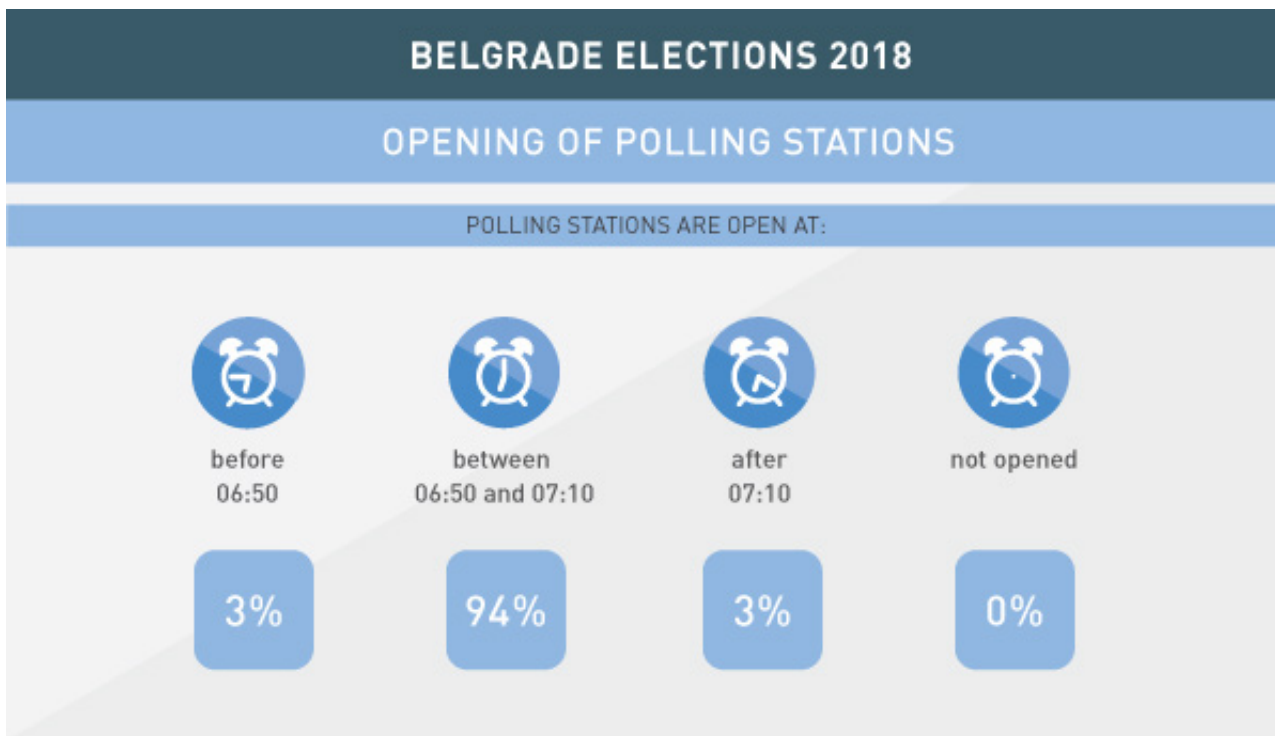 BELGRADE ELECTIONS 2018
OPENING OF POLLING STATIONS
POLLING STATIONS ARE OPEN AT:
before
06:50
between
06:50 and 07:10
after
07:10
not opened
3%
94%
3%
0%